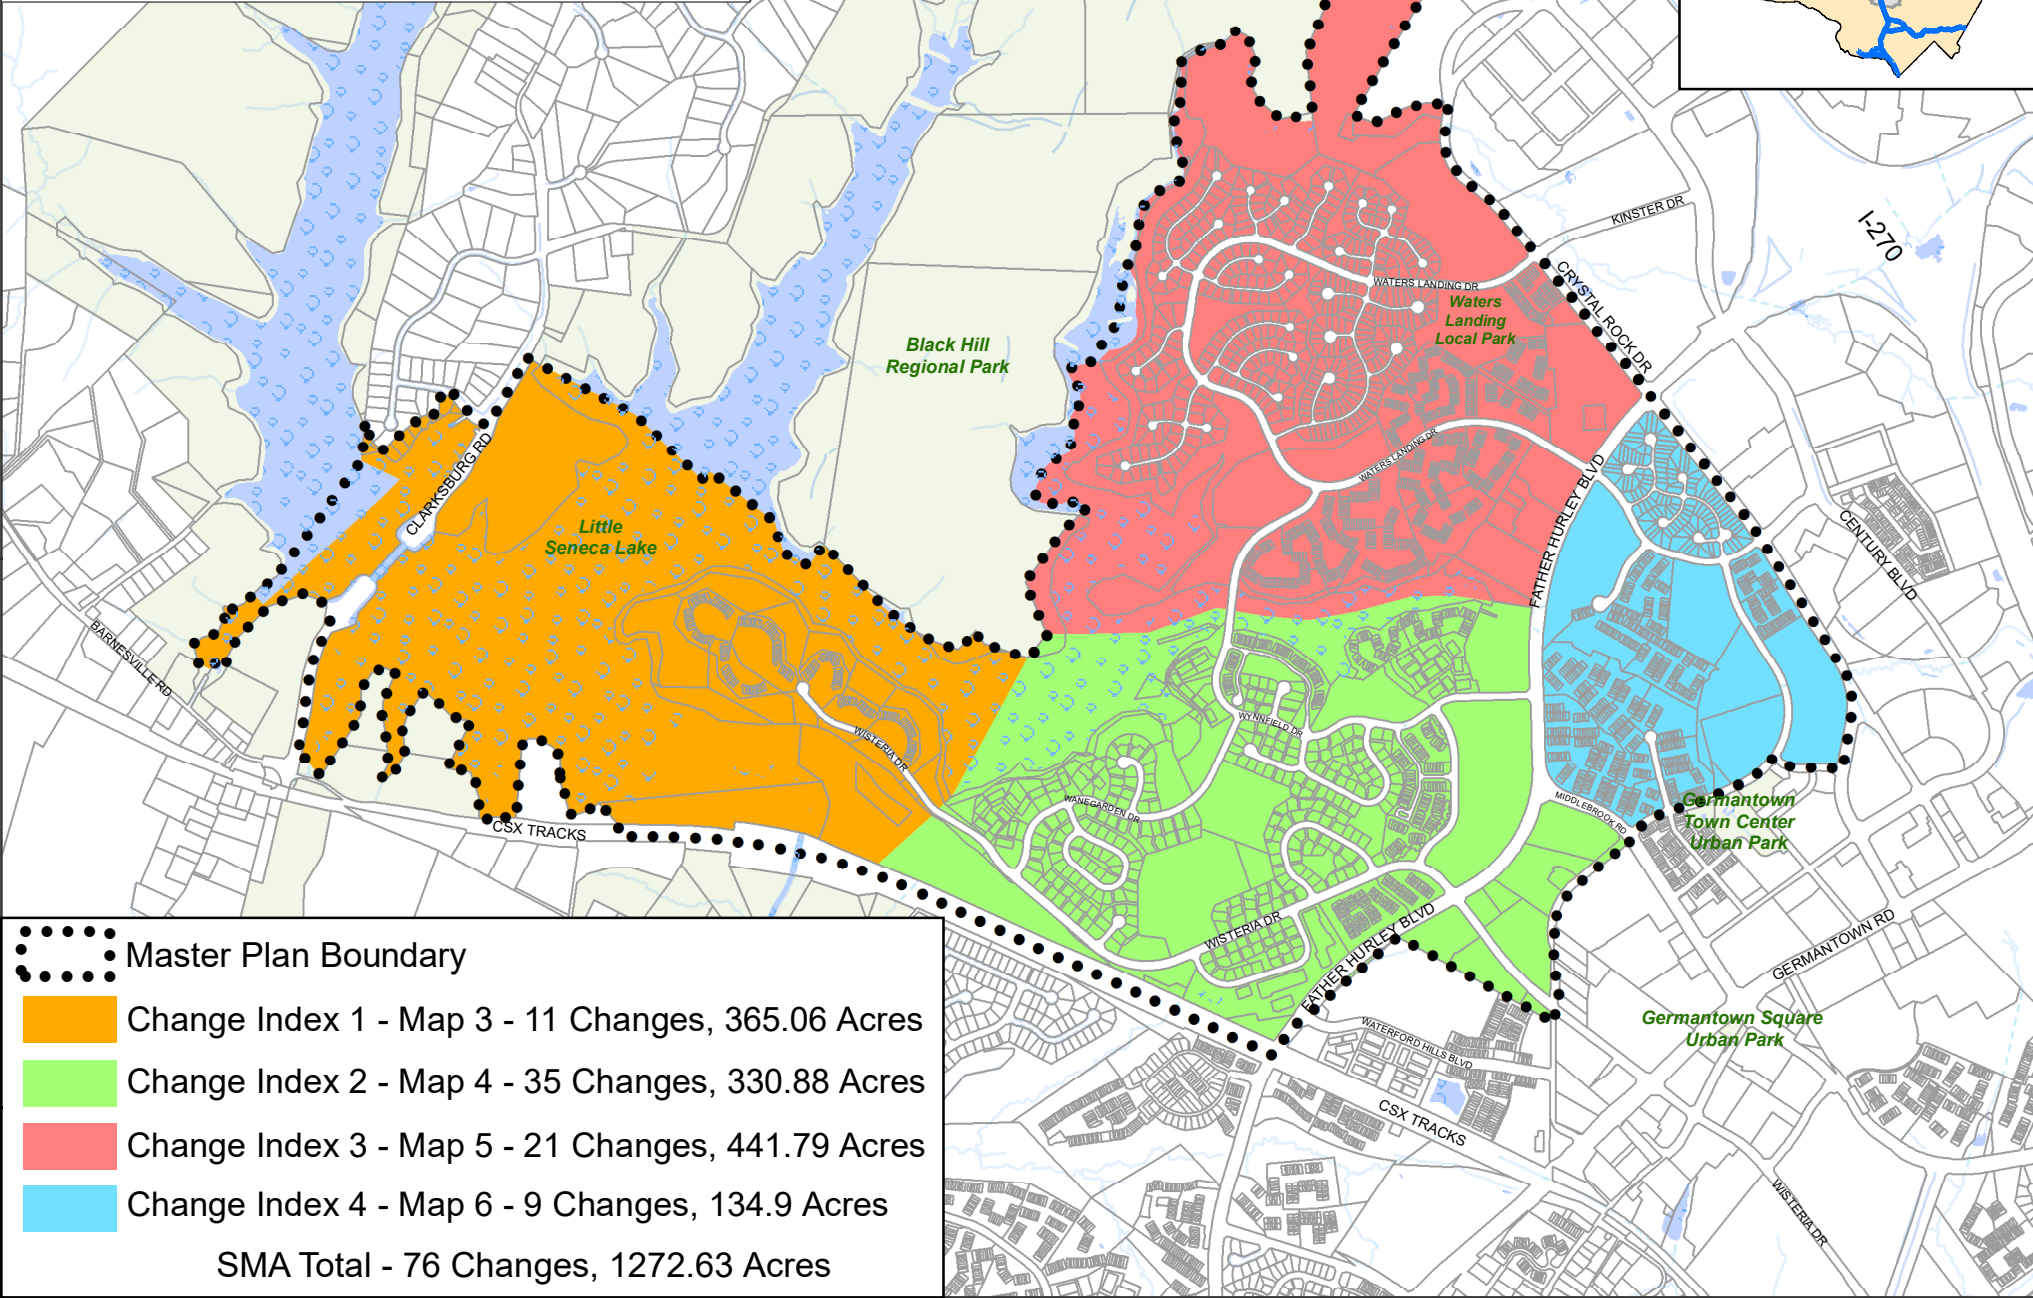 KINSTER DR
I-270
CRYSTAL ROCK DR
WATERS LANDING DR
Waters
Landing
Local Park
Black Hill
Regional Park
CLARKSBURG RD
WATERS LANDING DR
FATHER HURLEY BLVD
Little
Seneca Lake
CENTURY BLVD
BARNESVILLE RD
WYNNFIELD DR
WISTERIA DR
WANEGARDEN DR
MIDDLEBROOK RD
Germantown
Town Center
Urban Park
CSX TRACKS
WISTERIA DR
FATHER HURLEY BLVD
GERMANTOWN RD
Germantown Square
Urban Park
WATERFORD HILLS BLVD
CSX TRACKS
WISTERIA DR
Master Plan Boundary
Change Index 1 - Map 3 - 11 Changes, 365.06 Acres
Change Index 2 - Map 4 - 35 Changes, 330.88 Acres
Change Index 3 - Map 5 - 21 Changes, 441.79 Acres
Change Index 4 - Map 6 - 9 Changes, 134.9 Acres
SMA Total - 76 Changes, 1272.63 Acres